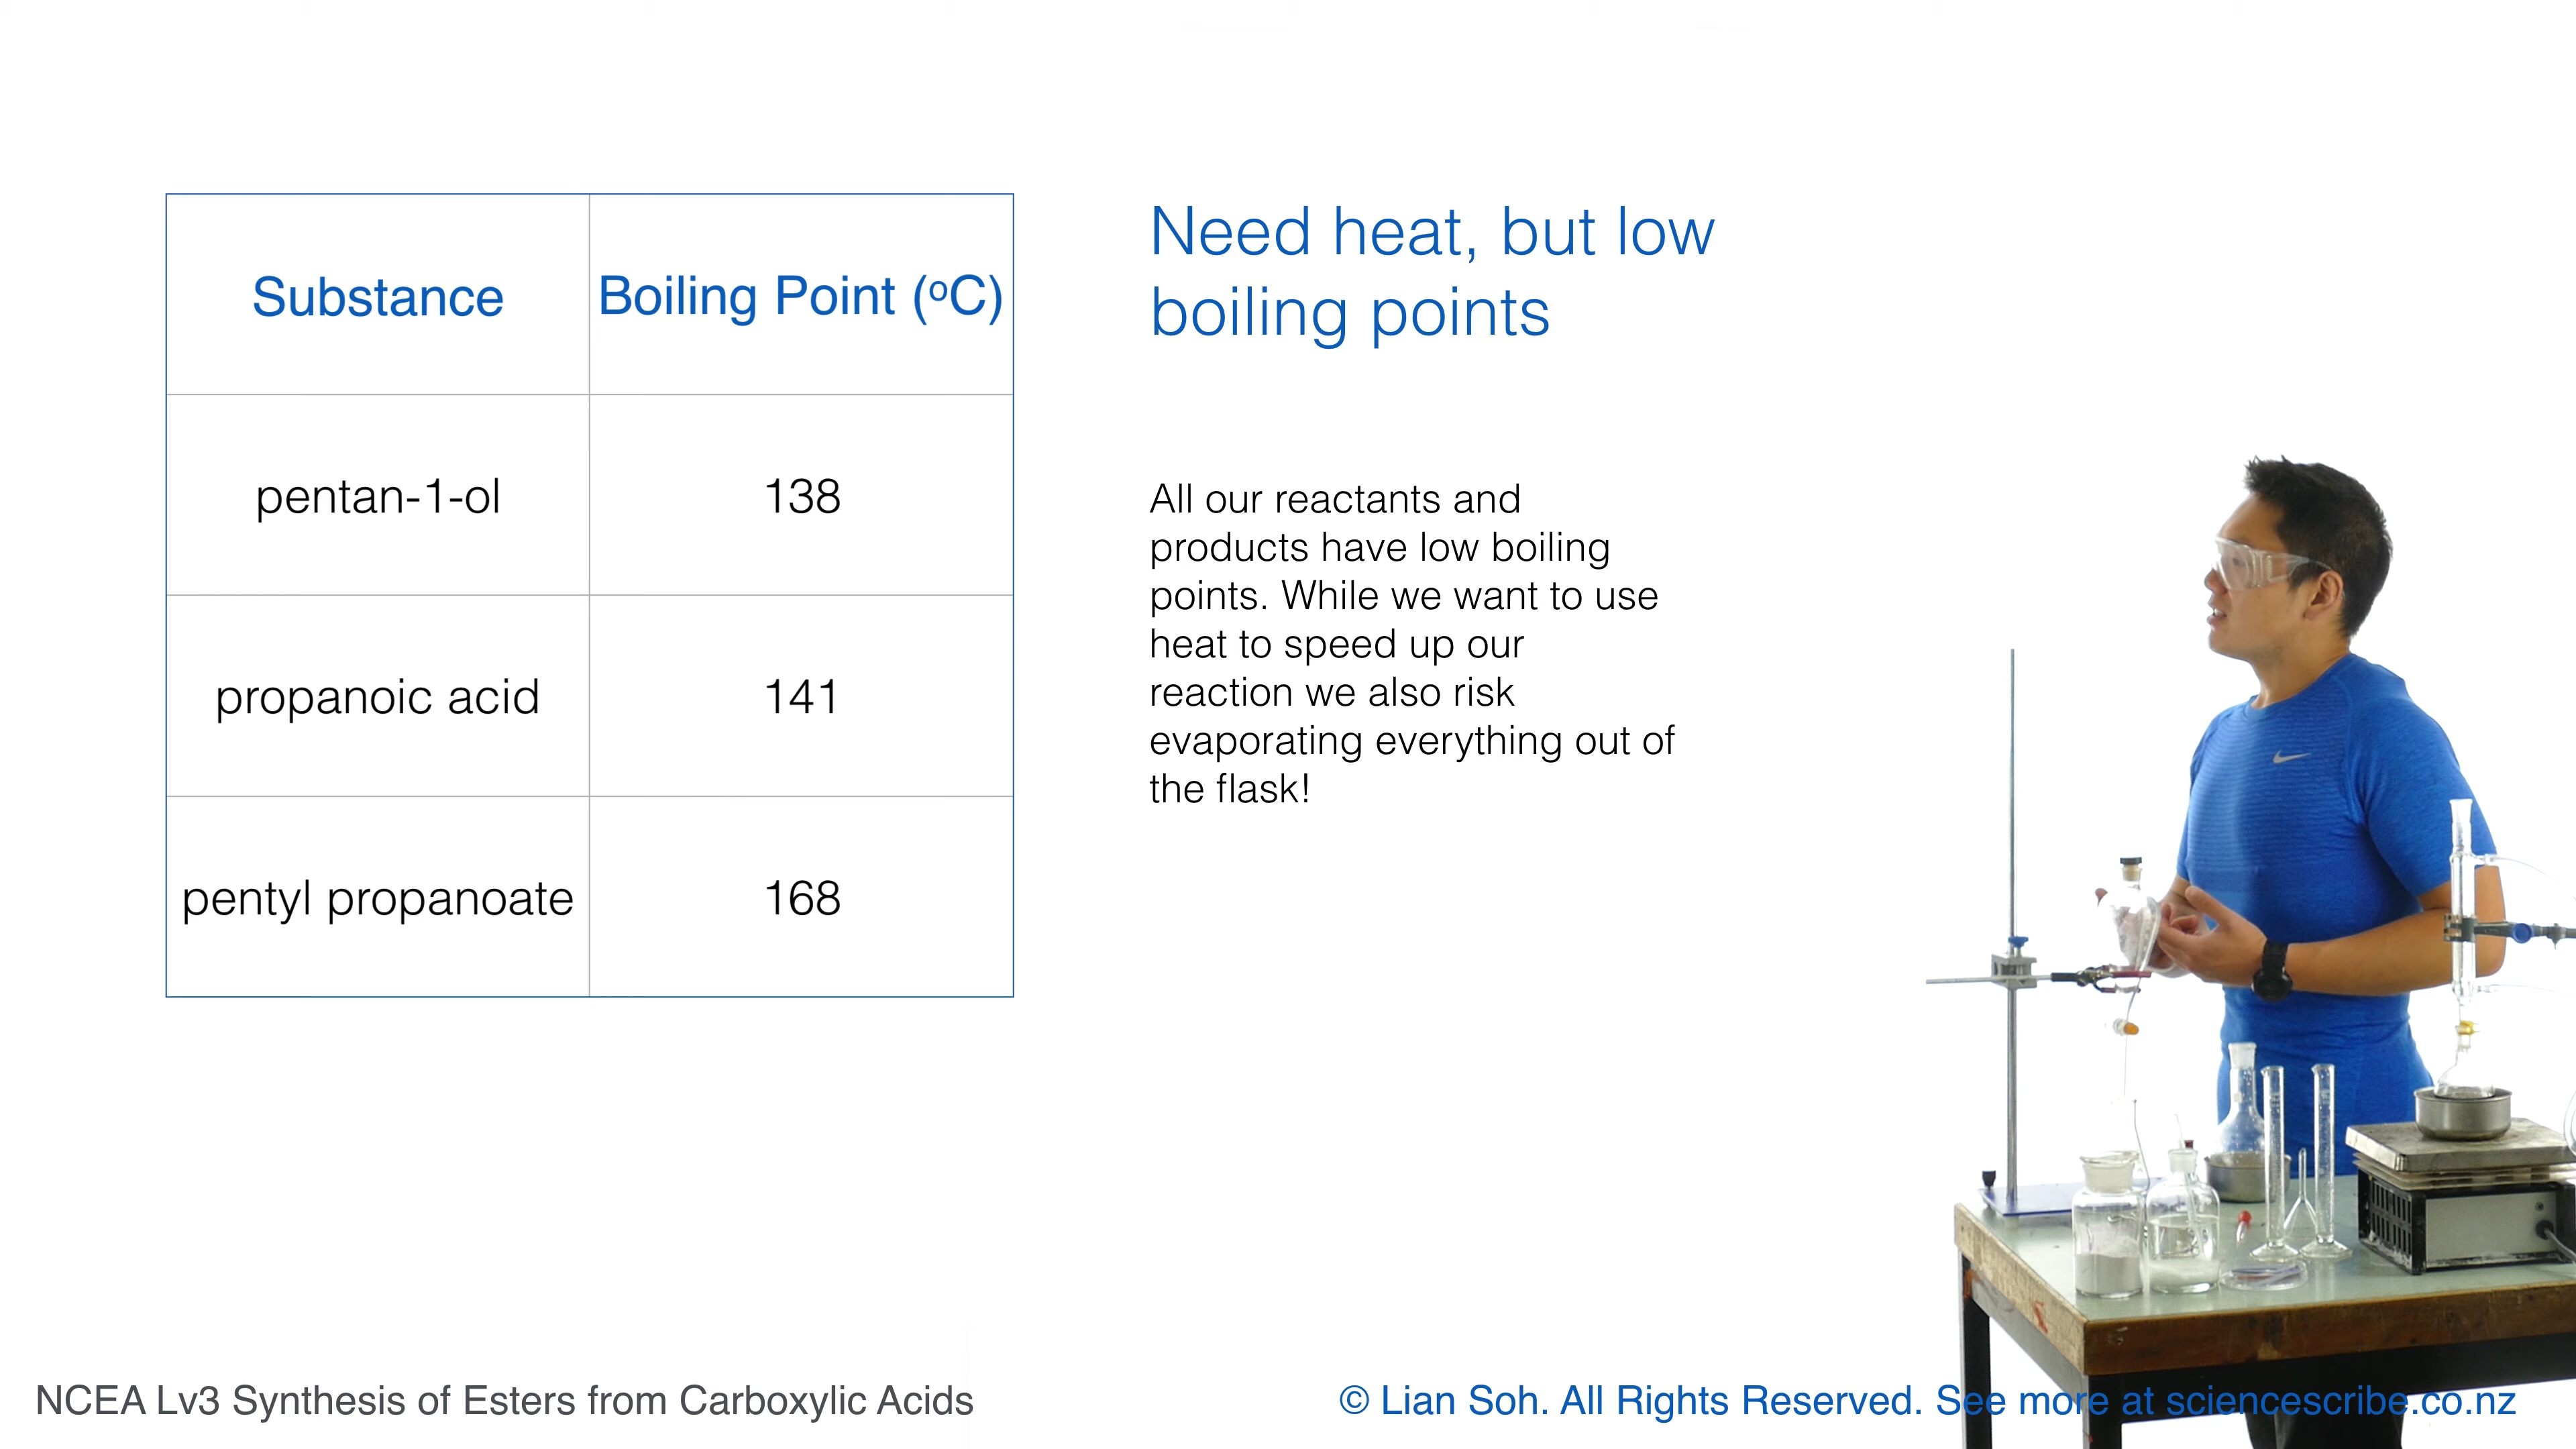 Substance
Boiling Point (ºC)
pentan-1-ol
138
propanoic acid
141
pentyl propanoate
168
Need heat, but low
boiling points
All our reactants and
products have low boiling
points. While we want to use
heat to speed up our
reaction we also risk
evaporating everything out of
the flask!
NCEA Lv3 Synthesis of Esters from Carboxylic Acids
© Lian Soh. All Rights Reserved. See more at sciencescribe.co.nz